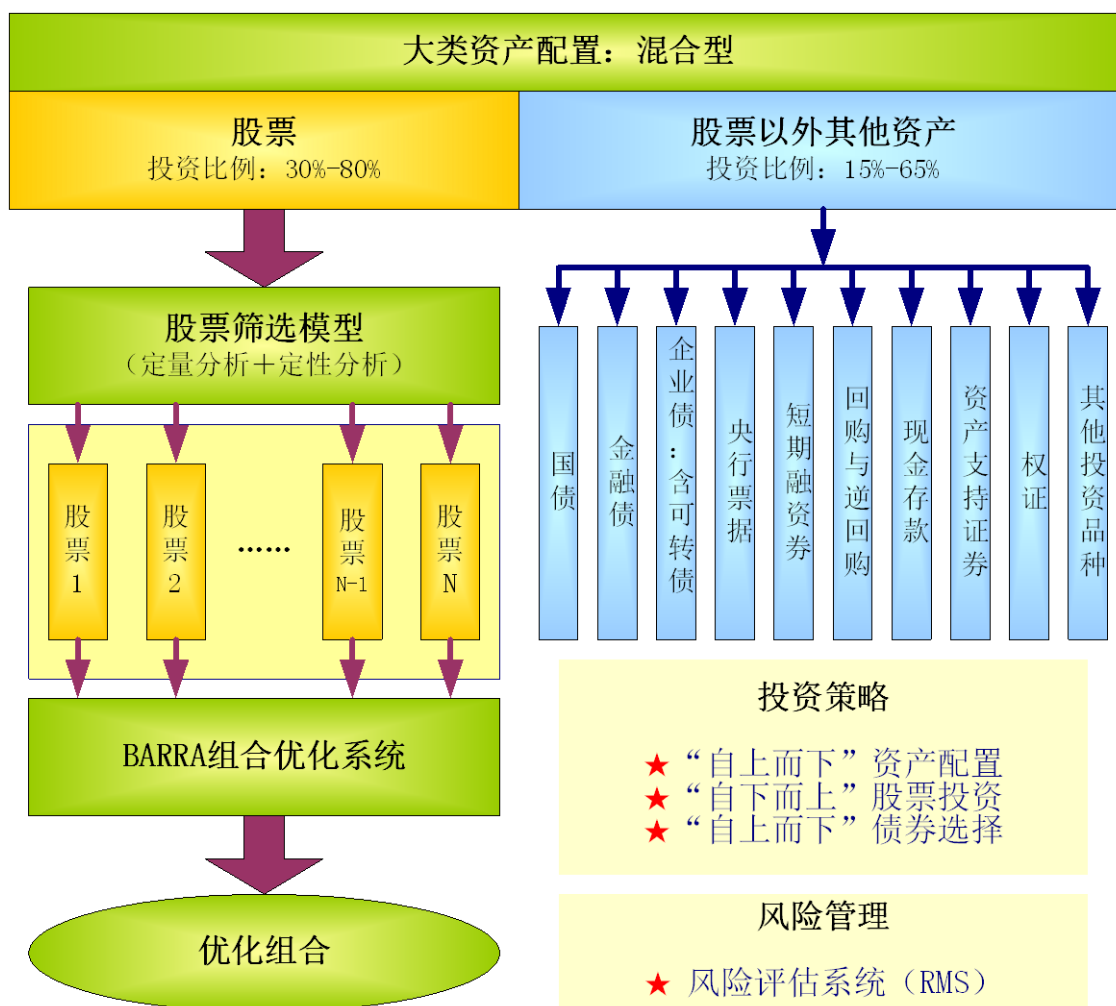 大类资产配置：混合型
股票
投资比例：30%-80%
股票以外其他资产
投资比例：15%-65%
股票筛选模型
（定量分析＋定性分析）
股票1
股票2
……
股票N-1
股票N
BARRA组合优化系统
优化组合
国债
金融债
企业债：含可转债
央行票据
短期融资券
回购与逆回购
现金存款
资产支持证券
权证
其他投资品种
投资策略
★“自上而下”资产配置
★“自下而上”股票投资
★“自上而下”债券选择
风险管理
★ 风险评估系统（RMS）